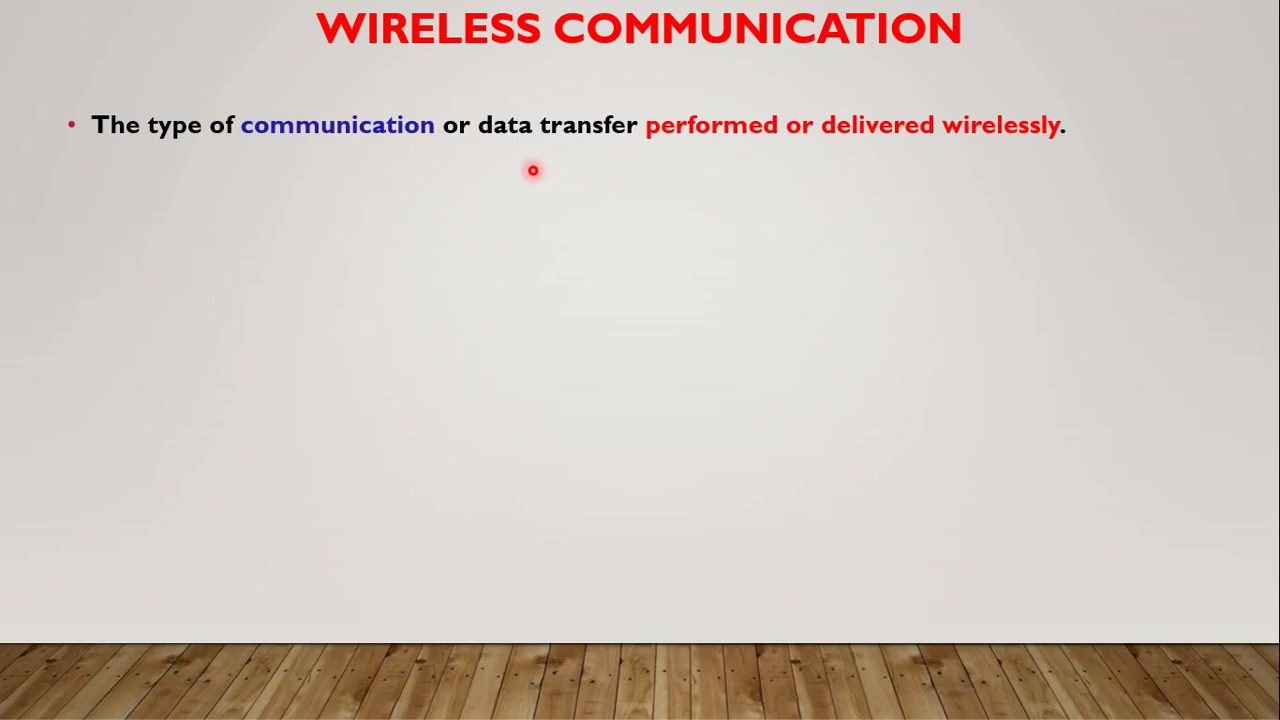 WIRELESS COMMUNICATION
• The type of communication or data transfer performed or delivered wirelessly.